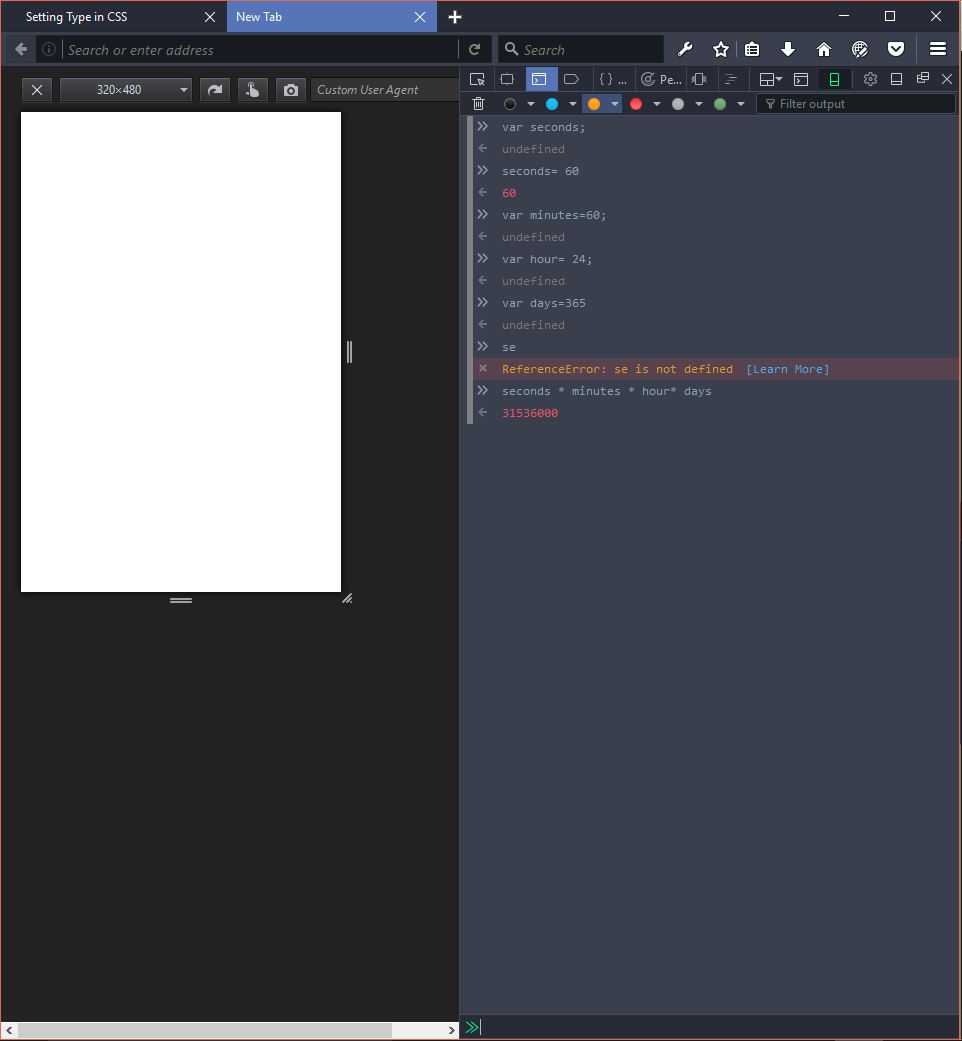 Setting Type in CSS
New Tab
Search or enter address
Search
320×480
Custom User Agent
{ } ...
Pe...
Filter output
var seconds;
undefined
seconds= 60
60
var minutes=60;
undefined
var hour= 24;
undefined
var days=365
undefined
se
ReferenceError: se is not defined [Learn More]
seconds * minutes * hour* days
31536000